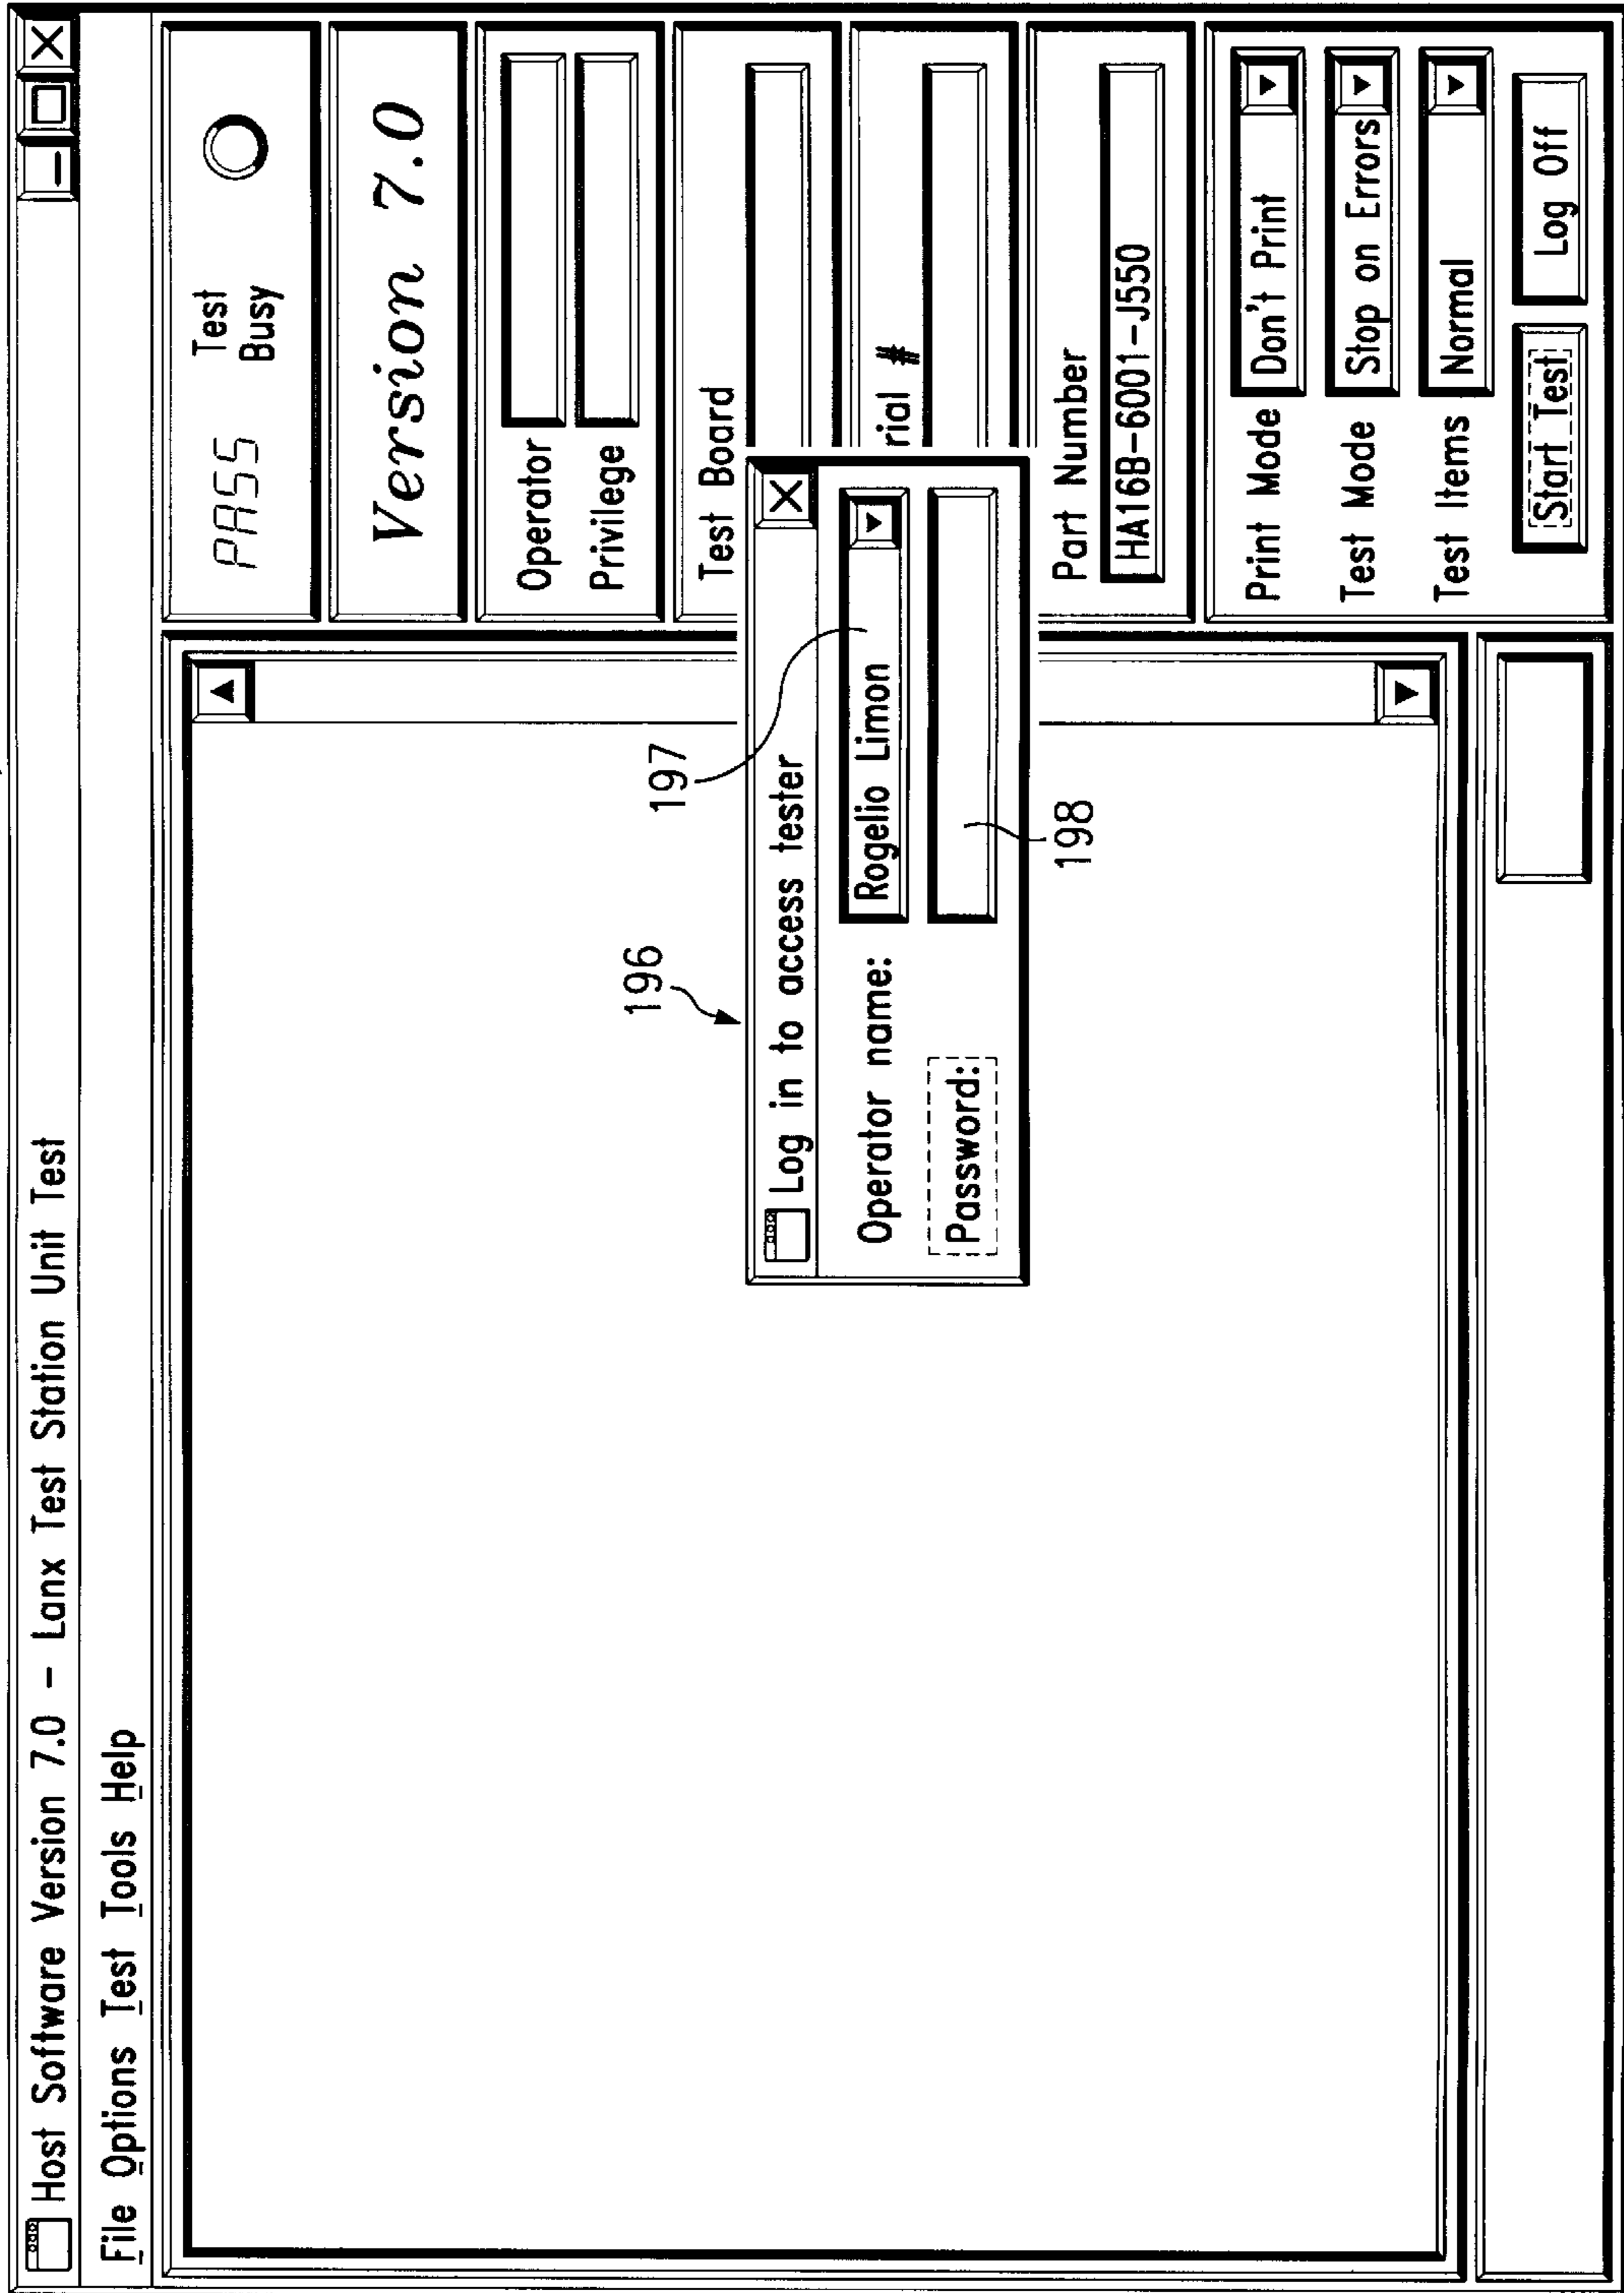 Host Software Version 7.0 – Lanx Test Station Unit Test
File Options Test Tools Help
PASS
Test
Busy
Version 7.0
Operator
Privilege
Test Board
rial #
Part Number
HA16B-6001-J550
Print Mode Don't Print
Test Mode Stop on Errors
Test Items Normal
Start Test Log Off
196
197
Log in to access tester
Operator name: Rogelio Limon
Password:
198